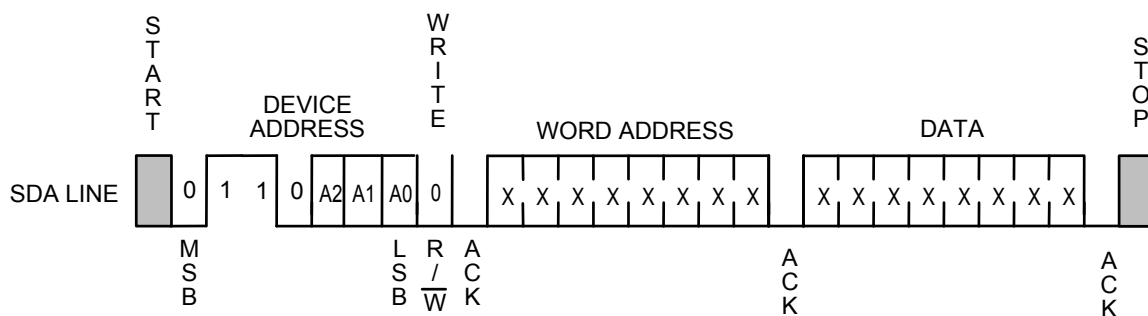 START
WRITE
STOP
DEVICE
ADDRESS
WORD ADDRESS
DATA
SDA LINE
0 1 1 0 A2 A1 A0 0
X X X X X X X X
X X X X X X X X
MSB
LSB
R/W̅
ACK
ACK
ACK